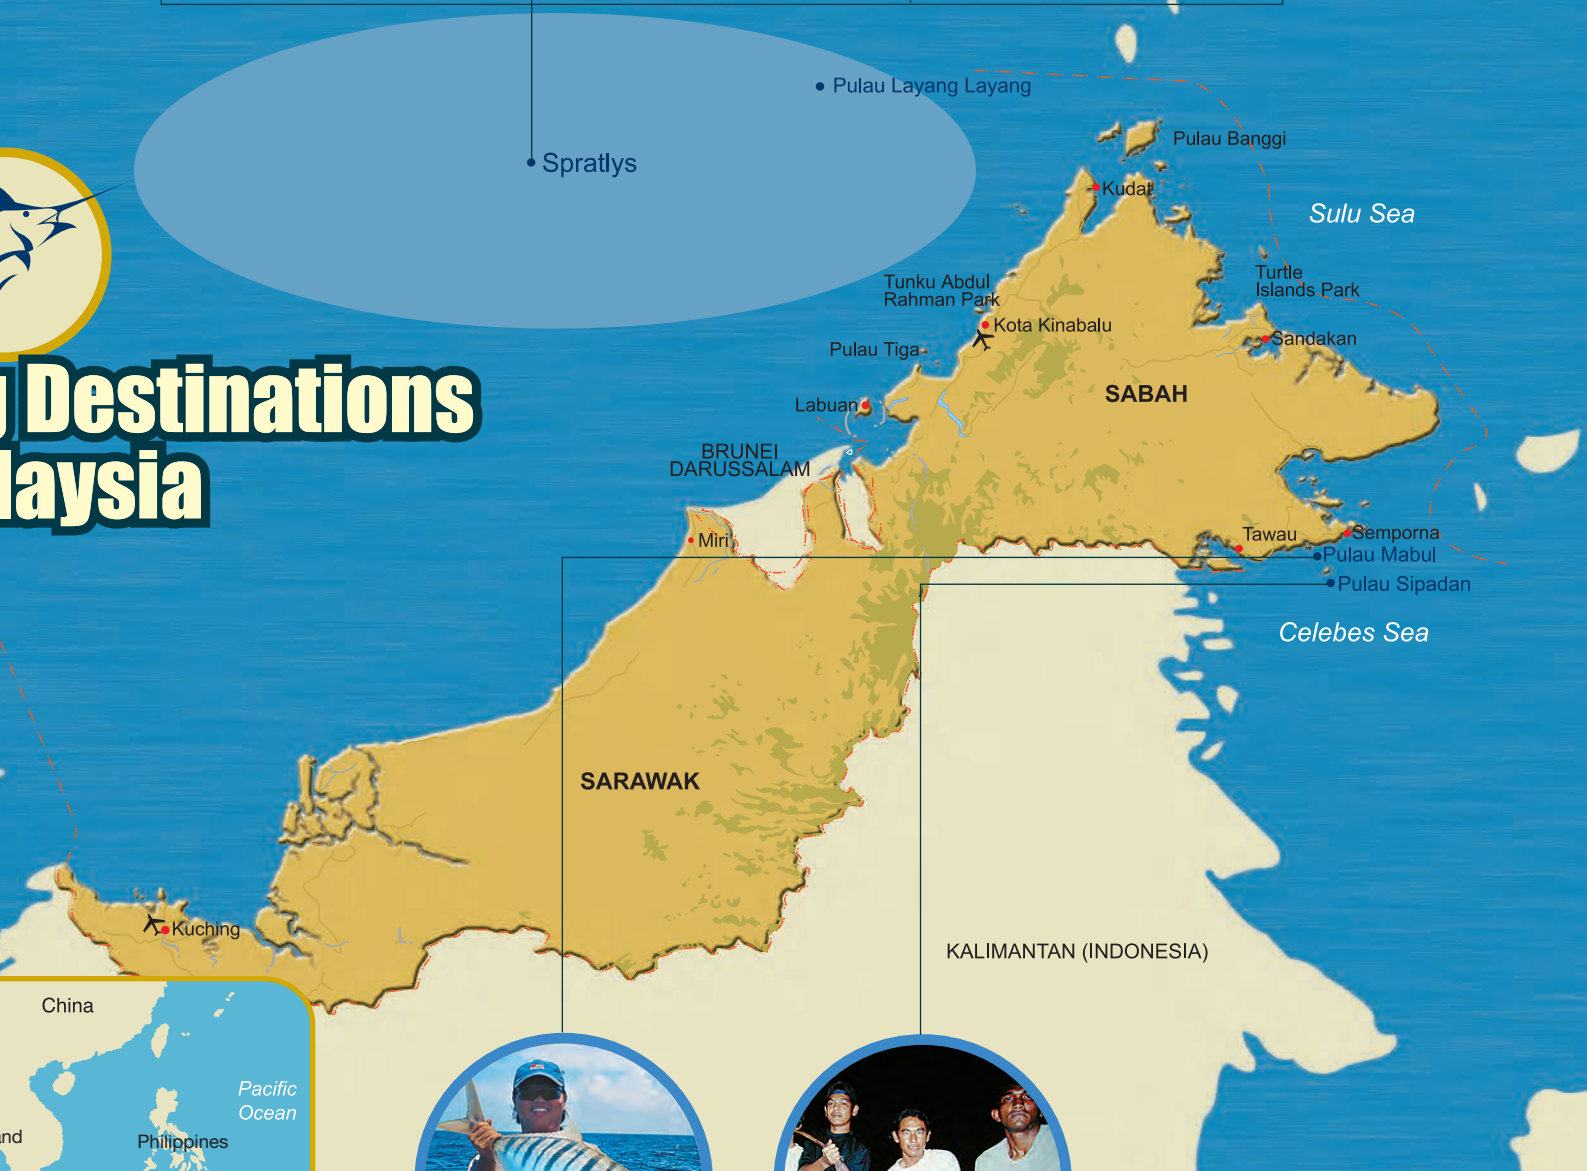 Pulau Layang Layang
Pulau Banggi
Spratlys
Kudat
Sulu Sea
Tunku Abdul
Rahman Park
Turtle
Islands Park
Kota Kinabalu
Sandakan
Pulau Tiga
Destinations
SABAH
Labuan
BRUNEI
DARUSSALAM
laysia
Miri
Tawau
Semporna
Pulau Mabul
Pulau Sipadan
Celebes Sea
SARAWAK
Kuching
KALIMANTAN (INDONESIA)
China
Pacific
Ocean
Philippines